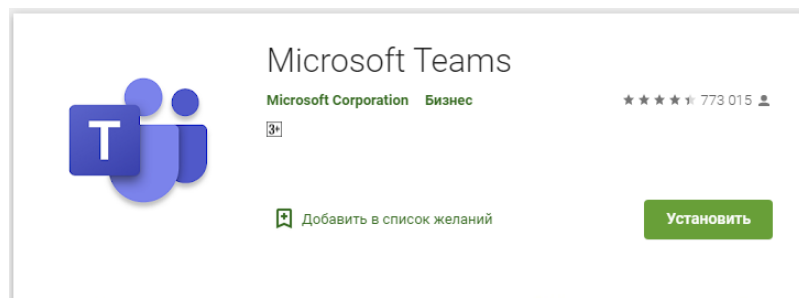 Microsoft Teams
Microsoft Corporation Бизнес
773 015
3+
T
Добавить в список желаний
Установить